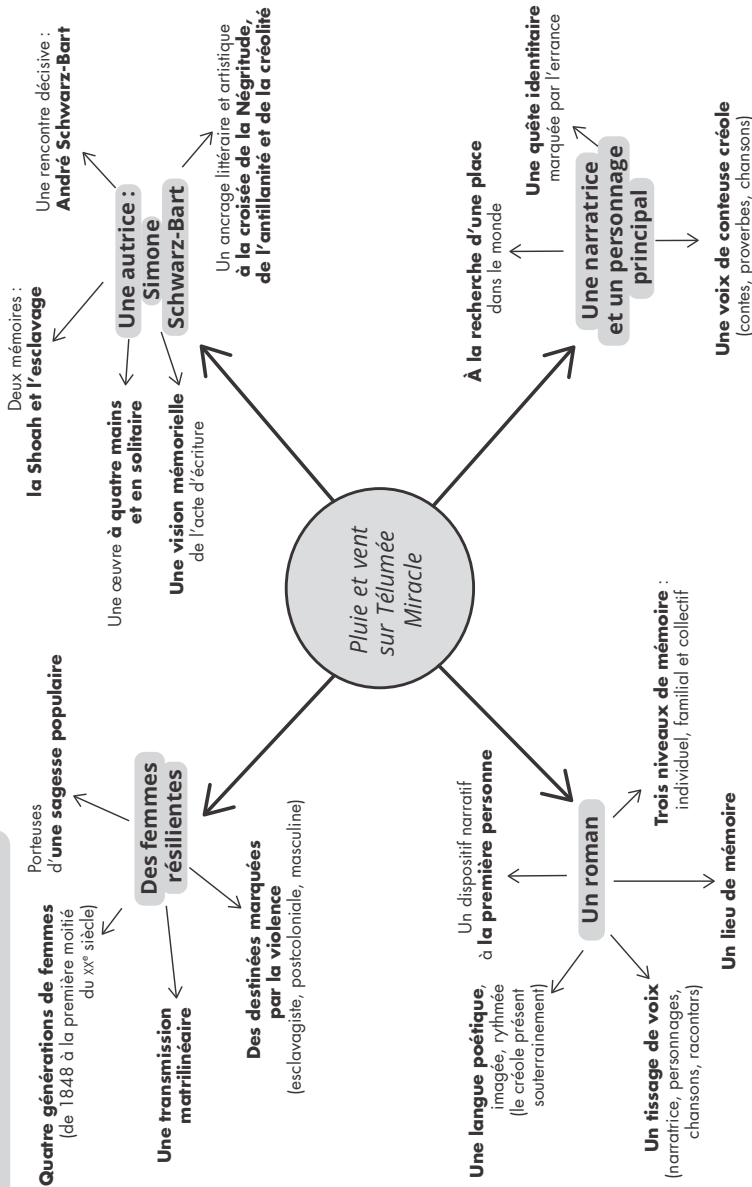 Pluie et vent
sur Télumée
Miracle
Des femmes
résilientes
Quatre générations de femmes
(de 1848 à la première moitié
du XXe siècle)
Porteuses
d'une sagesse populaire
Une transmission
matrilinéaire
Des destinées marquées
par la violence
(esclavagiste, postcoloniale, masculine)
Une autrice :
Simone
Schwarz-Bart
Deux mémoires :
la Shoah et l'esclavage
Une rencontre décisive :
André Schwarz-Bart
Une œuvre à quatre mains
et en solitaire
Une vision mémorielle
de l'acte d'écriture
Un ancrage littéraire et artistique
à la croisée de la Négritude,
de l'antillanité et de la créolité
Un roman
Un dispositif narratif
à la première personne
Une langue poétique,
imagée, rythmée
(le créole présent
souterrainement)
Un tissage de voix
(narratrice, personnages,
chansons, racontars)
Un lieu de mémoire
Trois niveaux de mémoire :
individuel, familial et collectif
Une narratrice
et un personnage
principal
À la recherche d'une place
dans le monde
Une quête identitaire
marquée par l'errance
Une voix de conteuse créole
(contes, proverbes, chansons)